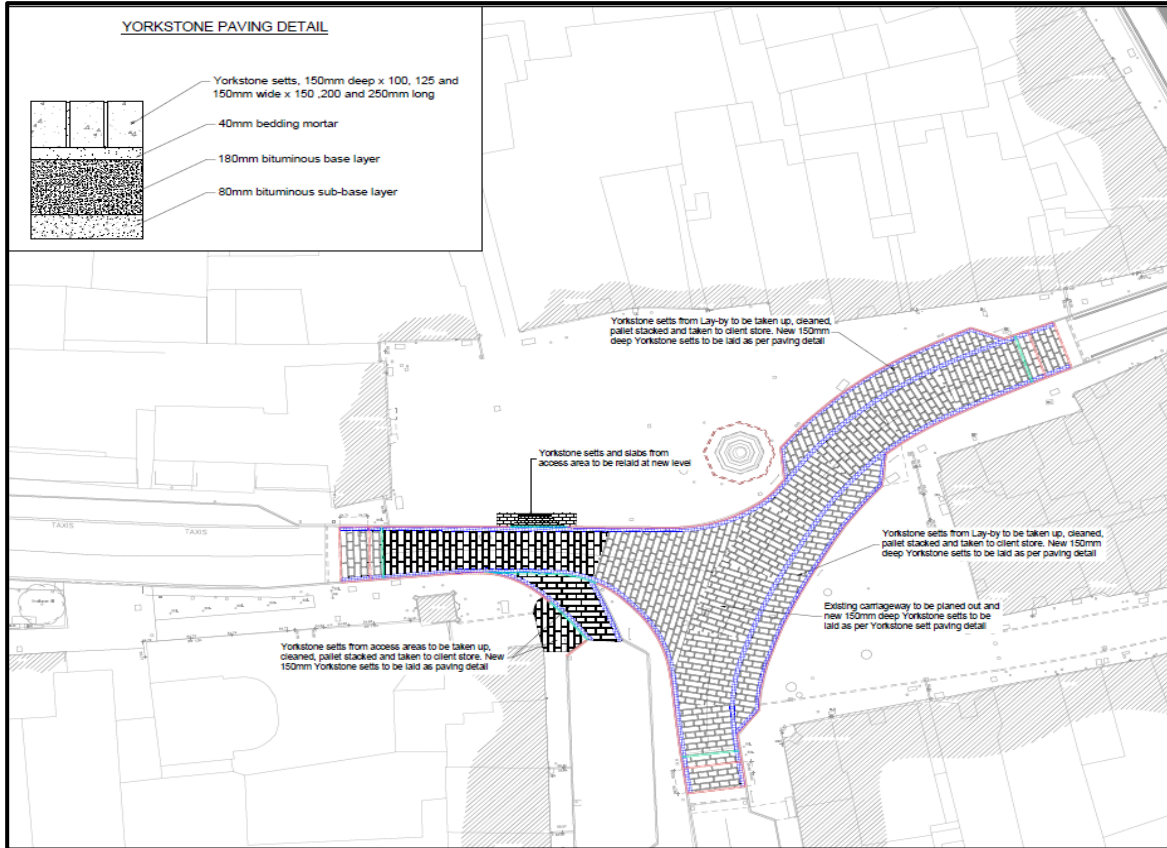 YORKSTONE PAVING DETAIL
Yorkstone setts, 150mm deep x 100, 125 and
150mm wide x 150 ,200 and 250mm long
40mm bedding mortar
180mm bituminous base layer
80mm bituminous sub-base layer
Yorkstone setts from Lay-by to be taken up, cleaned,
pallet stacked and taken to client store. New 150mm
deep Yorkstone setts to be laid as per paving detail
Yorkstone setts and slabs from
access area to be relaid at new level
TAXIS
TAXIS
Yorkstone setts from Lay-by to be taken up, cleaned,
pallet stacked and taken to client store. New 150mm
deep Yorkstone setts to be laid as per paving detail
Existing carriageway to be planed out and
new 150mm deep Yorkstone setts to be
laid as per Yorkstone sett paving detail
Yorkstone setts from access areas to be taken up,
cleaned, pallet stacked and taken to client store. New
150mm Yorkstone setts to be laid as paving detail